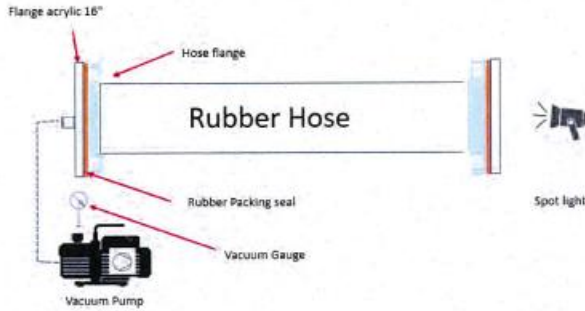 Flange acrylic 16"
Hose flange
Rubber Hose
Rubber Packing seal
Spot light
Vacuum Gauge
Vacuum Pump